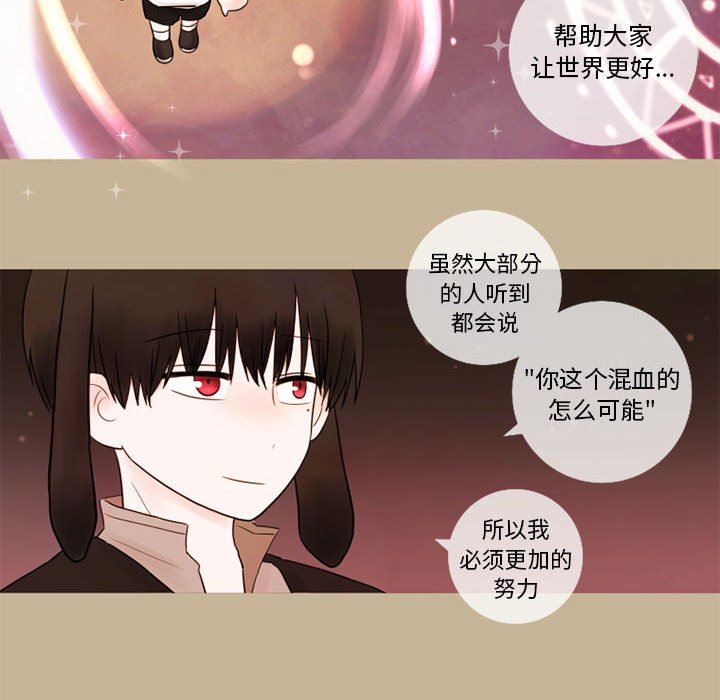 帮助大家
让世界更好...
虽然大部分
的人听到
都会说
"你这个混血的
怎么可能"
所以我
必须更加的
努力